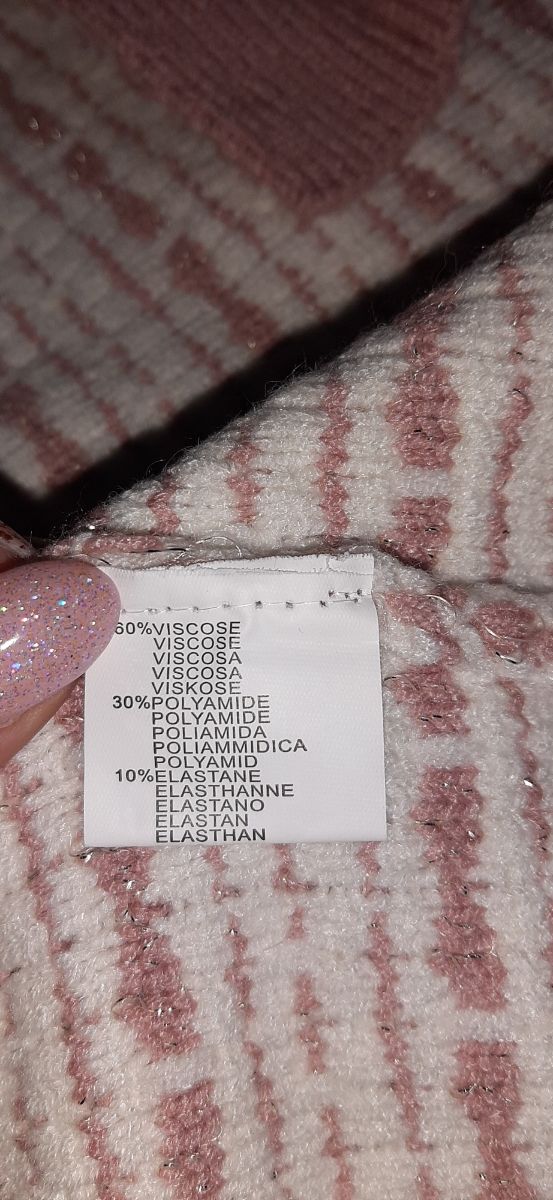 60%VISCOSE
VISCOSE
VISCOSA
VISCOSA
VISKOSE
30%POLYAMIDE
POLYAMIDE
POLIAMIDA
POLIAMMIDICA
POLYAMID
10%ELASTANE
ELASTHANNE
ELASTANO
ELASTAN
ELASTHAN